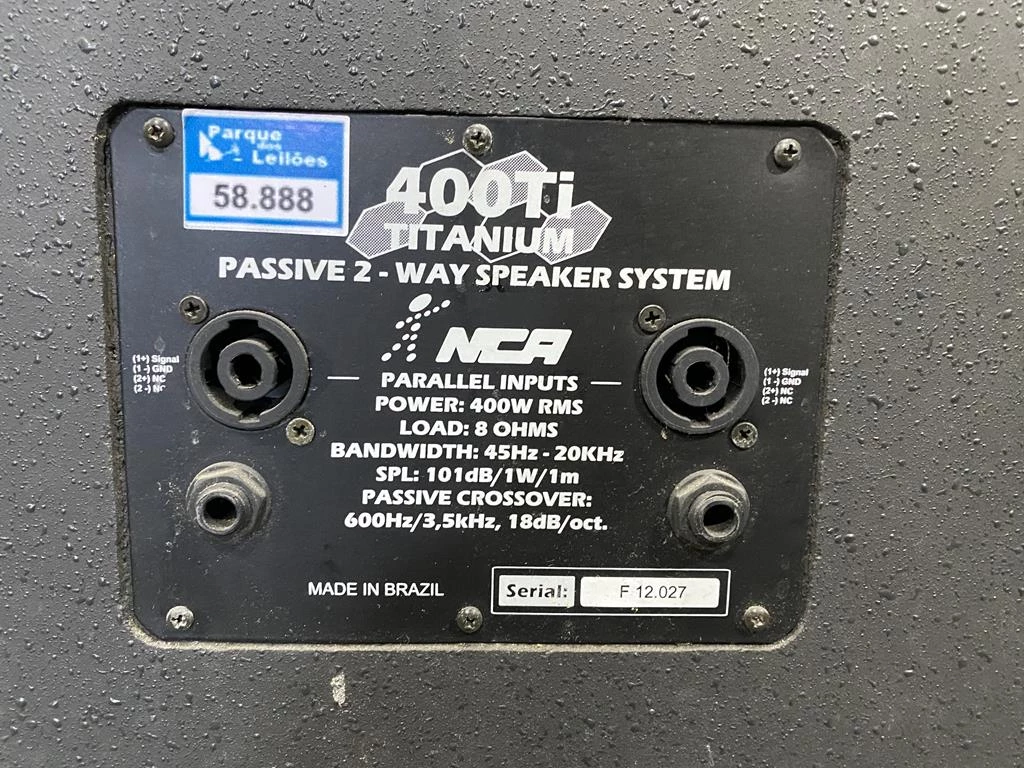 Parque
dos
Leilões
58.888
400Ti
TITANIUM
PASSIVE 2 - WAY SPEAKER SYSTEM
NCA
(1+) Signal
(1 -) GND
(2+) NC
(2 -) NC
PARALLEL INPUTS
POWER: 400W RMS
LOAD: 8 OHMS
BANDWIDTH: 45Hz - 20KHz
SPL: 101dB/1W/1m
PASSIVE CROSSOVER:
600Hz/3,5kHz, 18dB/oct.
(1+) Signal
(1 -) GND
(2+) NC
(2 -) NC
MADE IN BRAZIL
Serial: F 12.027